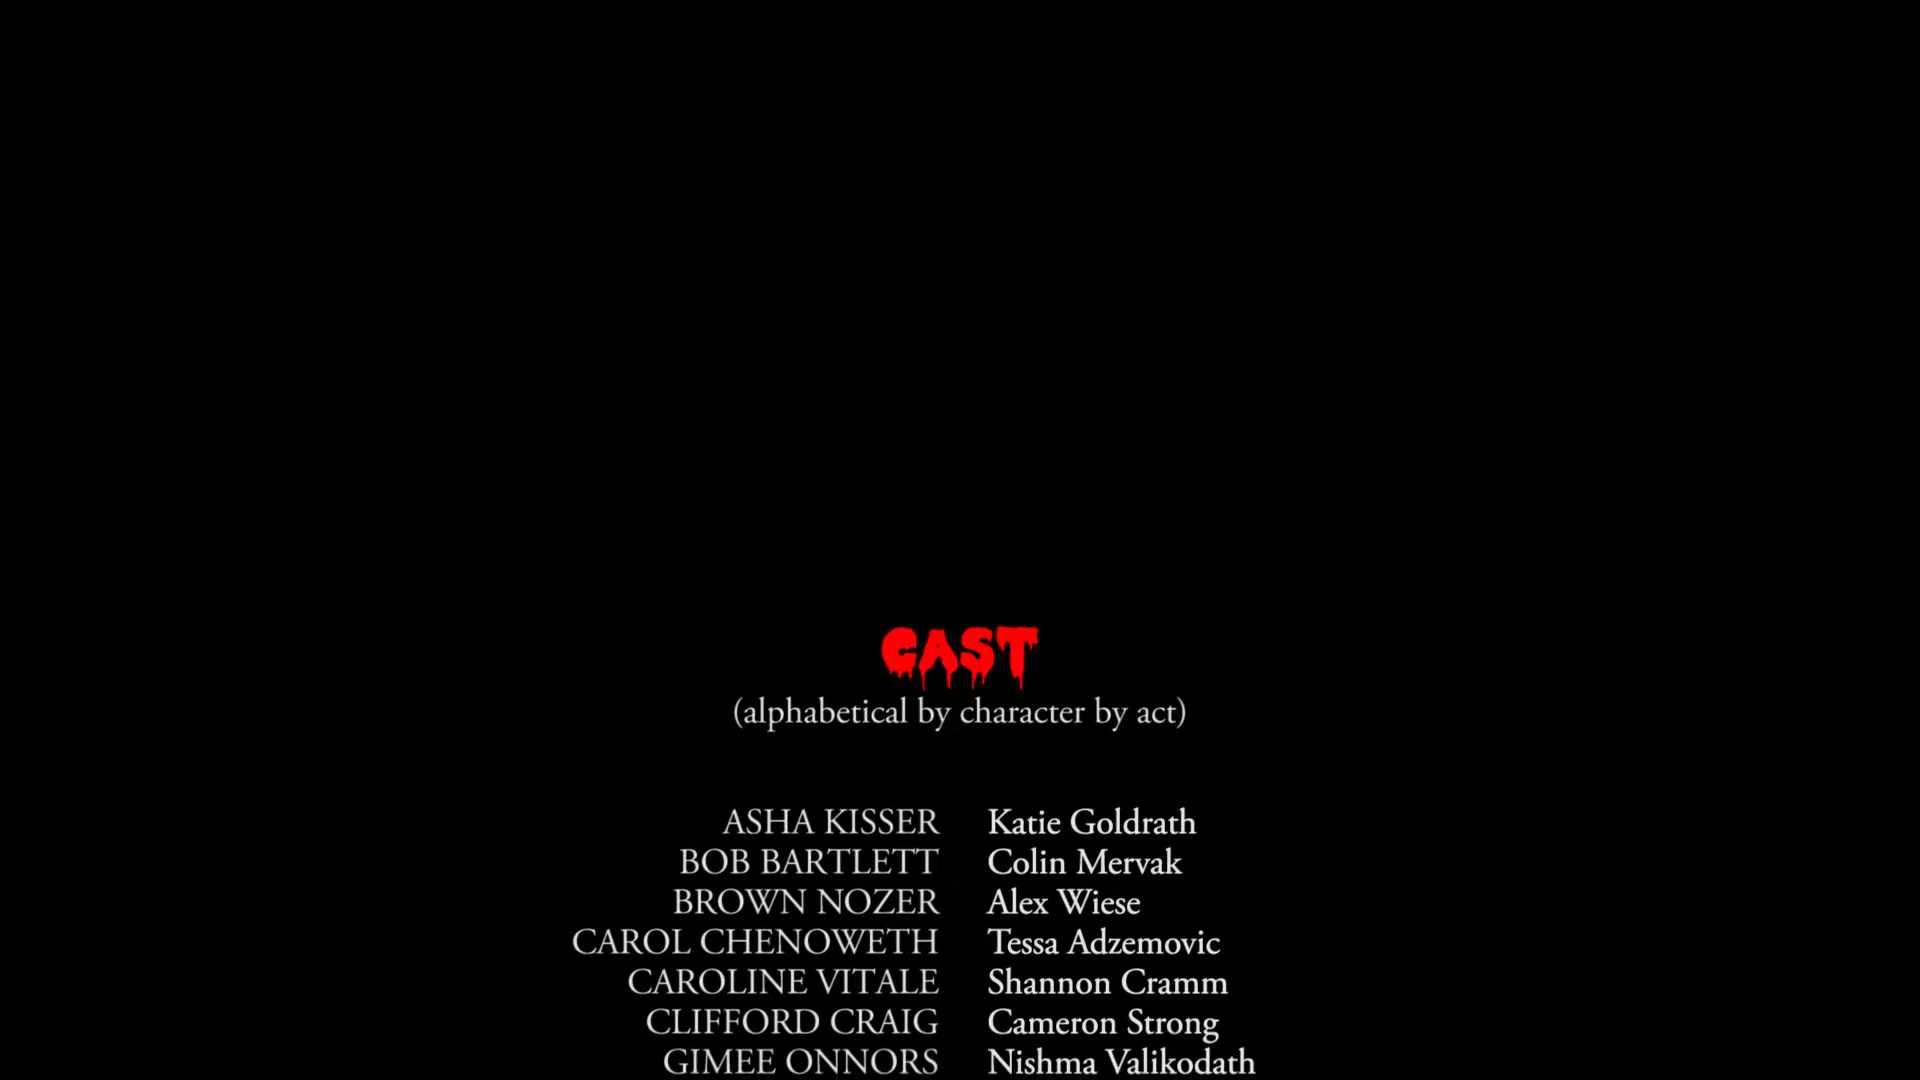 CAST
(alphabetical by character by act)
ASHA KISSER Katie Goldrath
BOB BARTLETT Colin Mervak
BROWN NOZER Alex Wiese
CAROL CHENOWETH Tessa Adzemovic
CAROLINE VITALE Shannon Cramm
CLIFFORD CRAIG Cameron Strong
GIMEE ONNORS Nishma Valikodath